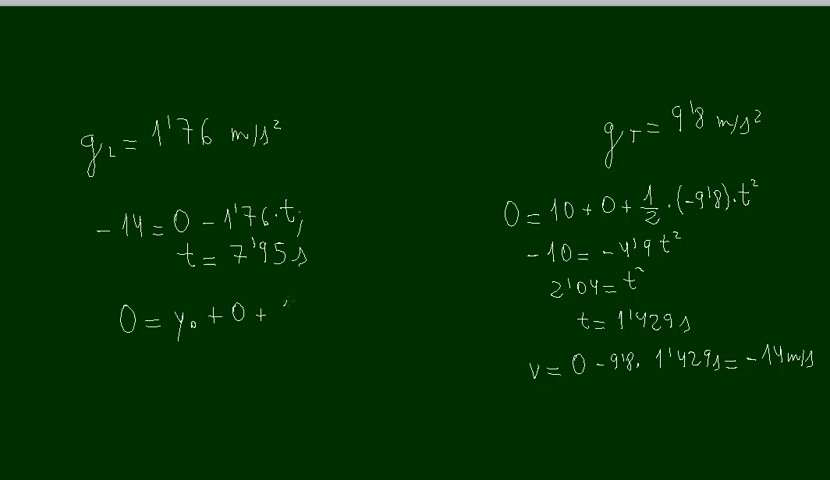 g_L = 1'76 m/s²
-14 = 0 - 1'76·t;
t = 7'95 s
0 = y₀ + 0 +
g_T = 9'8 m/s²
0 = 10 + 0 + 1/2 · (-9'8)·t²
-10 = -4'9 t²
2'04 = t²
t = 1'429 s
v = 0 - 9'8· 1'429s = -14m/s